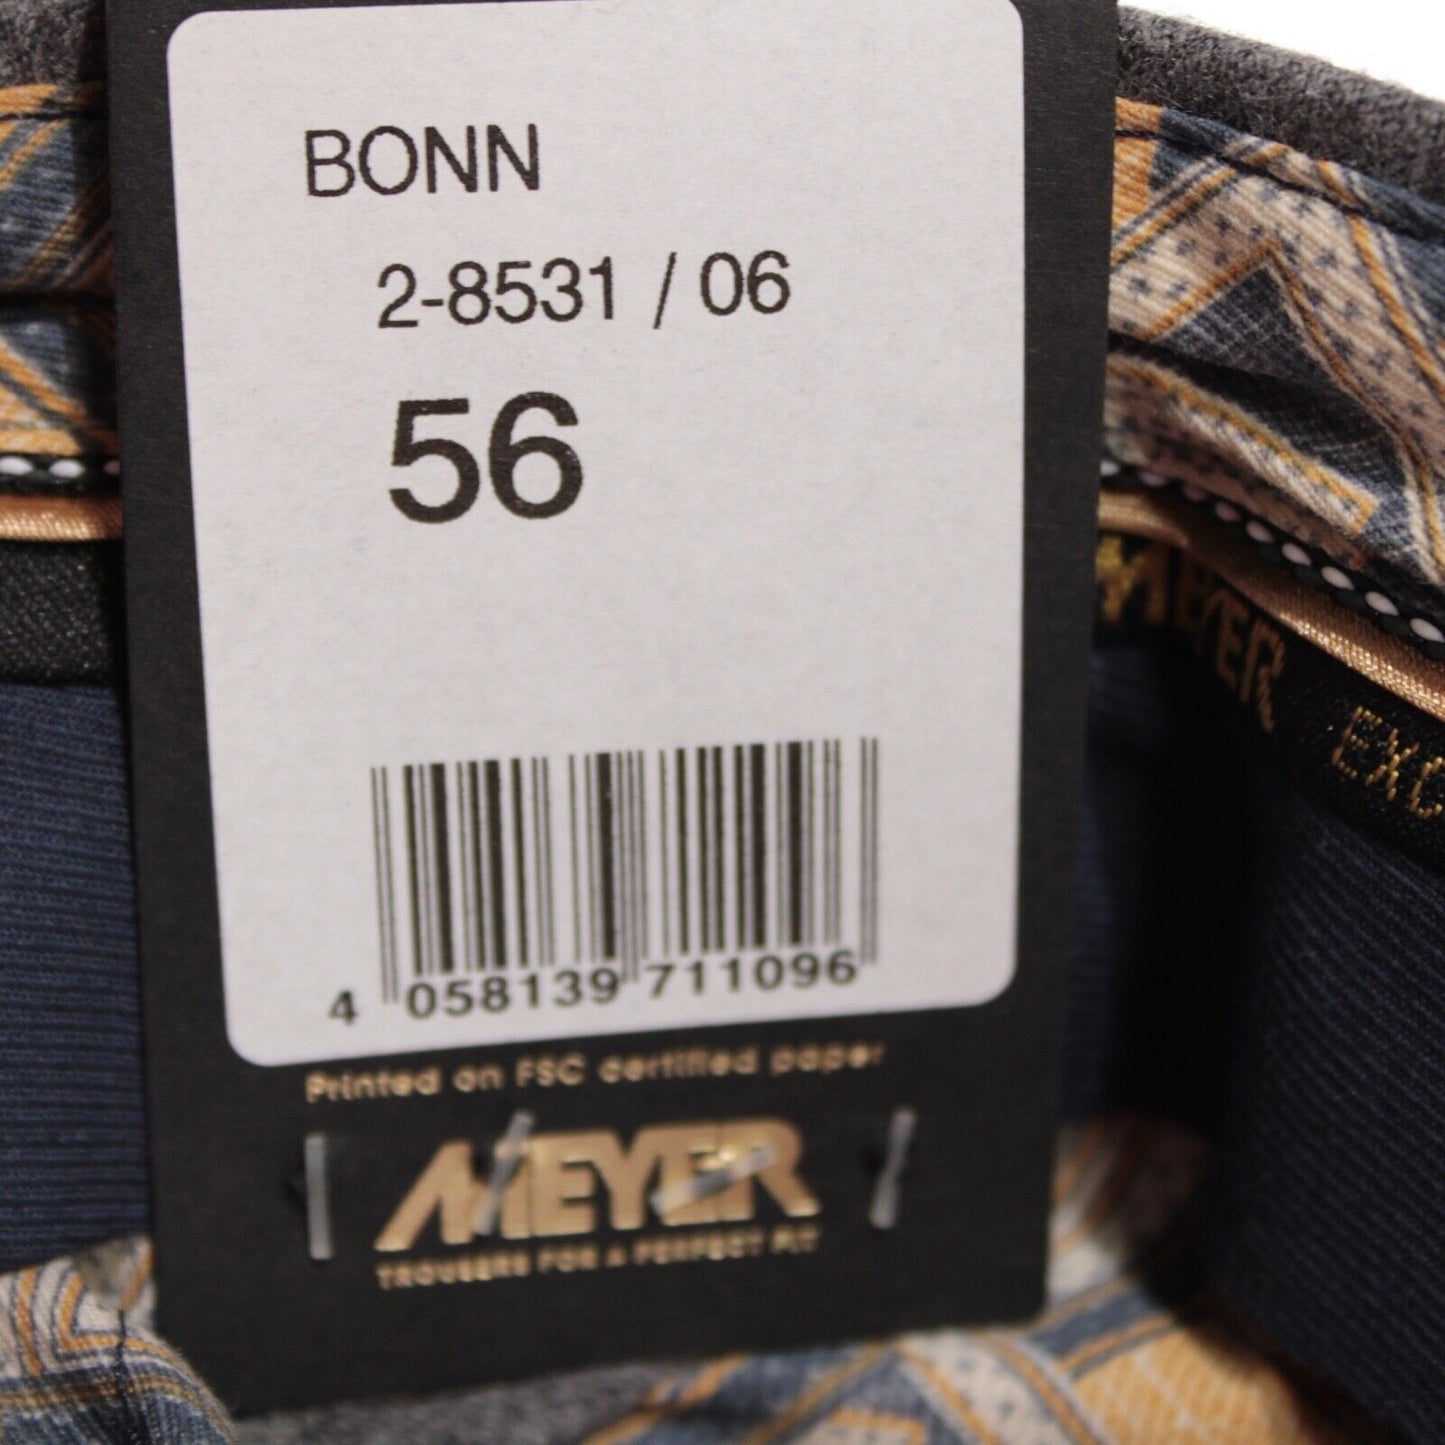 BONN
2-8531 / 06
56
4 058139 711096
Printed on FSC certified paper
MEYER
TROUSERS FOR A PERFECT FIT
MEYER